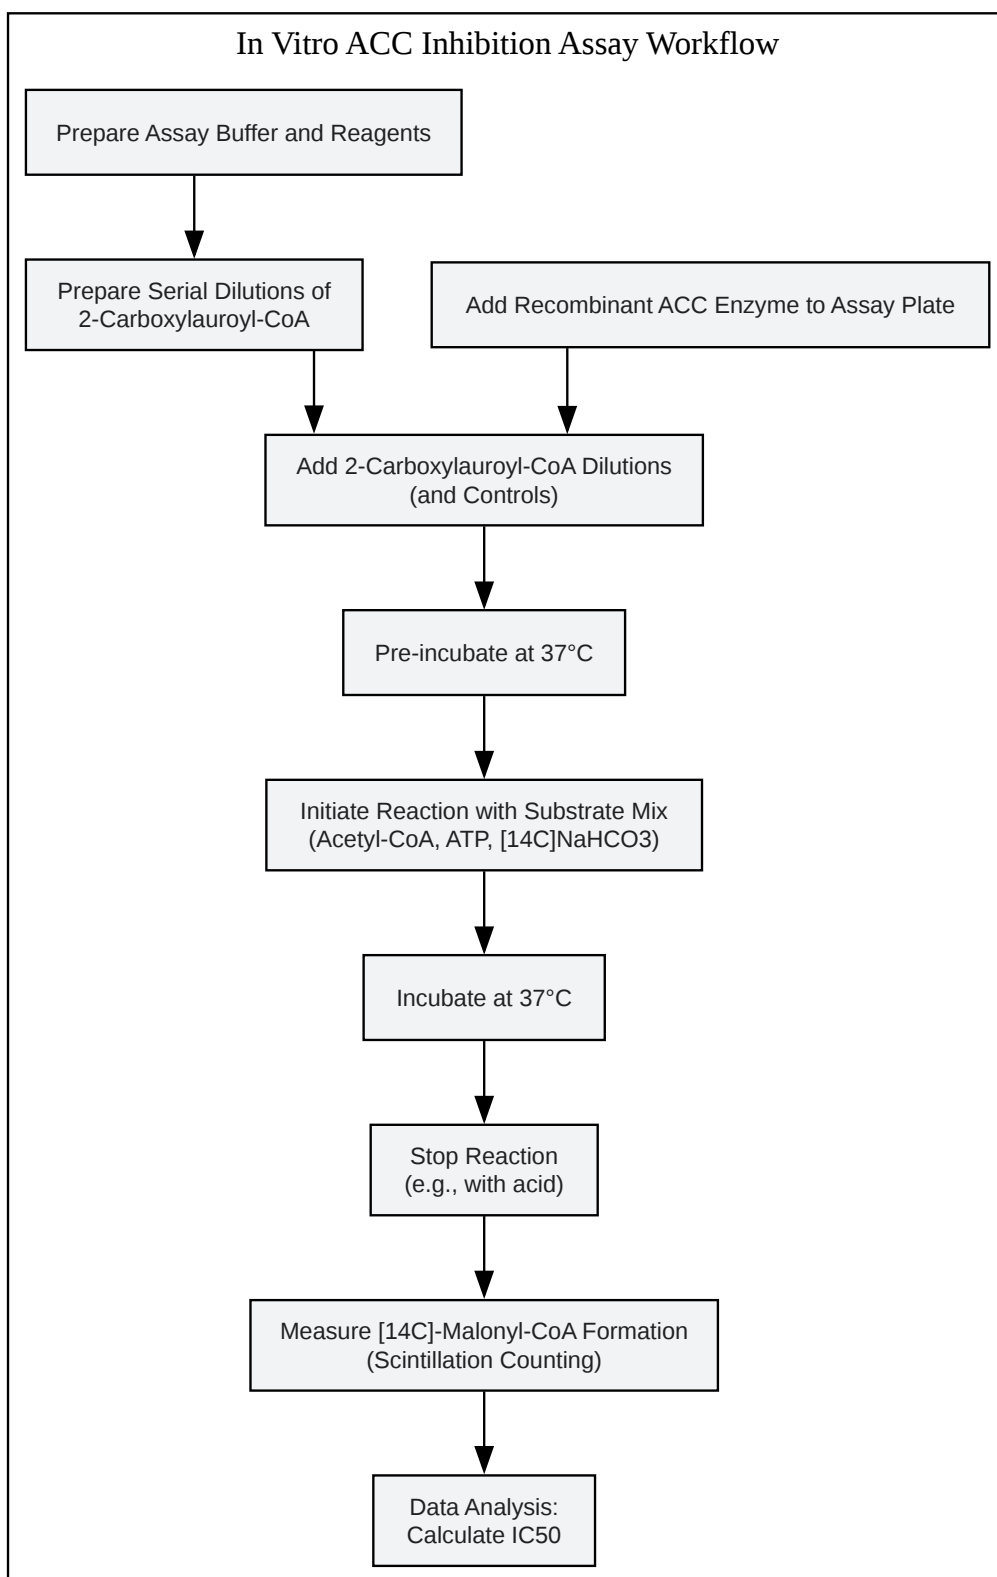 In Vitro ACC Inhibition Assay Workflow
Prepare Assay Buffer and Reagents
Prepare Serial Dilutions of
2-Carboxylauroyl-CoA
Add Recombinant ACC Enzyme to Assay Plate
Add 2-Carboxylauroyl-CoA Dilutions
(and Controls)
Pre-incubate at 37°C
Initiate Reaction with Substrate Mix
(Acetyl-CoA, ATP, [14C]NaHCO3)
Incubate at 37°C
Stop Reaction
(e.g., with acid)
Measure [14C]-Malonyl-CoA Formation
(Scintillation Counting)
Data Analysis:
Calculate IC50